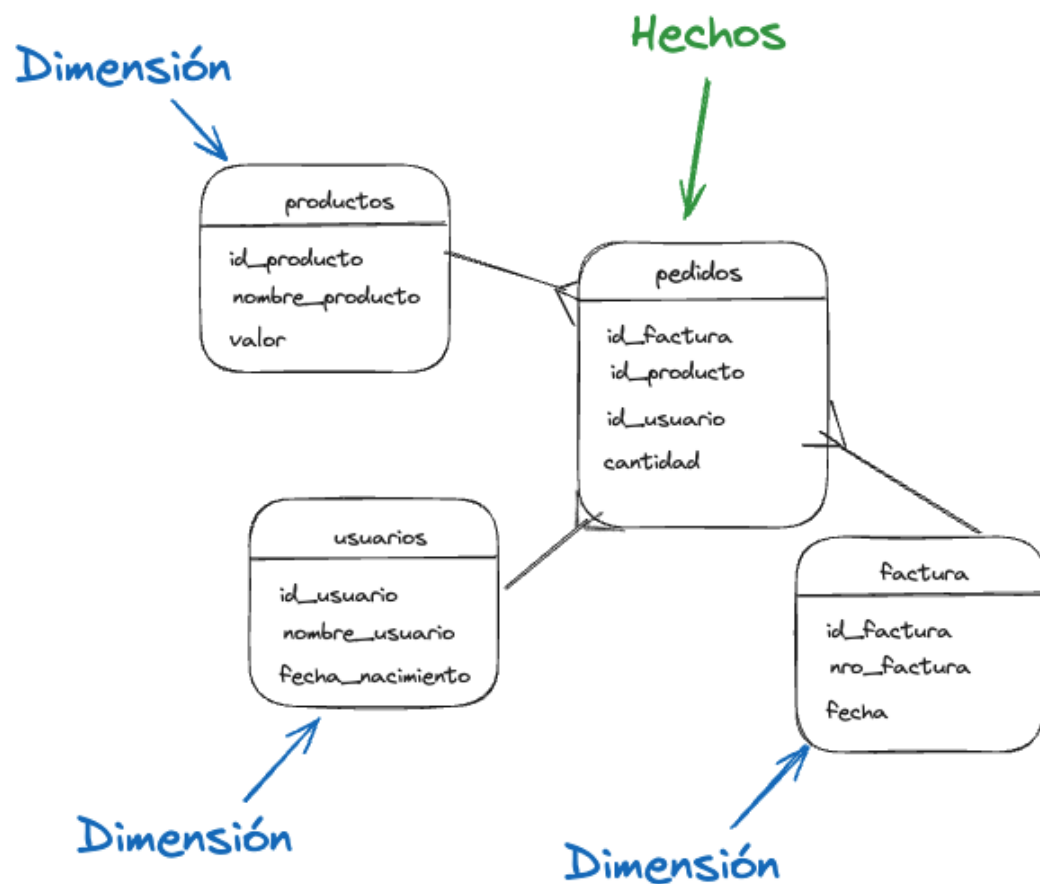 Hechos
Dimensión
productos
id_producto
nombre_producto
valor
pedidos
id_factura
id_producto
id_usuario
cantidad
usuarios
id_usuario
nombre_usuario
fecha_nacimiento
factura
id_factura
nro_factura
fecha
Dimensión
Dimensión